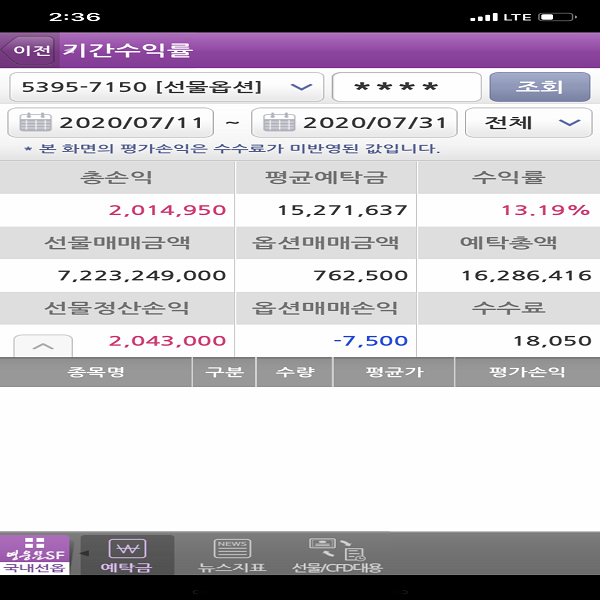 2:36 LTE
이전 기간수익률
5395-7150 [선물옵션] **** 조회
2020/07/11 ~ 2020/07/31 전체
* 본 화면의 평가손익은 수수료가 미반영된 값입니다.
총손익 평균예탁금 수익률
2,014,950 15,271,637 13.19%
선물매매금액 옵션매매금액 예탁총액
7,223,249,000 762,500 16,286,416
선물정산손익 옵션매매손익 수수료
2,043,000 -7,500 18,050
종목명 구분 수량 평균가 평가손익
영웅문SF NEWS
국내선옵 예탁금 뉴스지표 선물/CFD대용